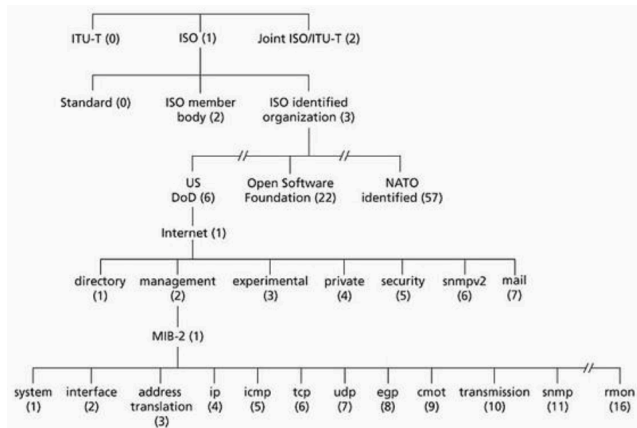 ITU-T (0) ISO (1) Joint ISO/ITU-T (2)
Standard (0) ISO member ISO identified
body (2) organization (3)
US Open Software NATO
DoD (6) Foundation (22) identified (57)
Internet (1)
directory management experimental private security snmpv2 mail
(1) (2) (3) (4) (5) (6) (7)
MIB-2 (1)
system interface address ip icmp tcp udp egp cmot transmission snmp rmon
(1) (2) translation (4) (5) (6) (7) (8) (9) (10) (11) (16)
(3)